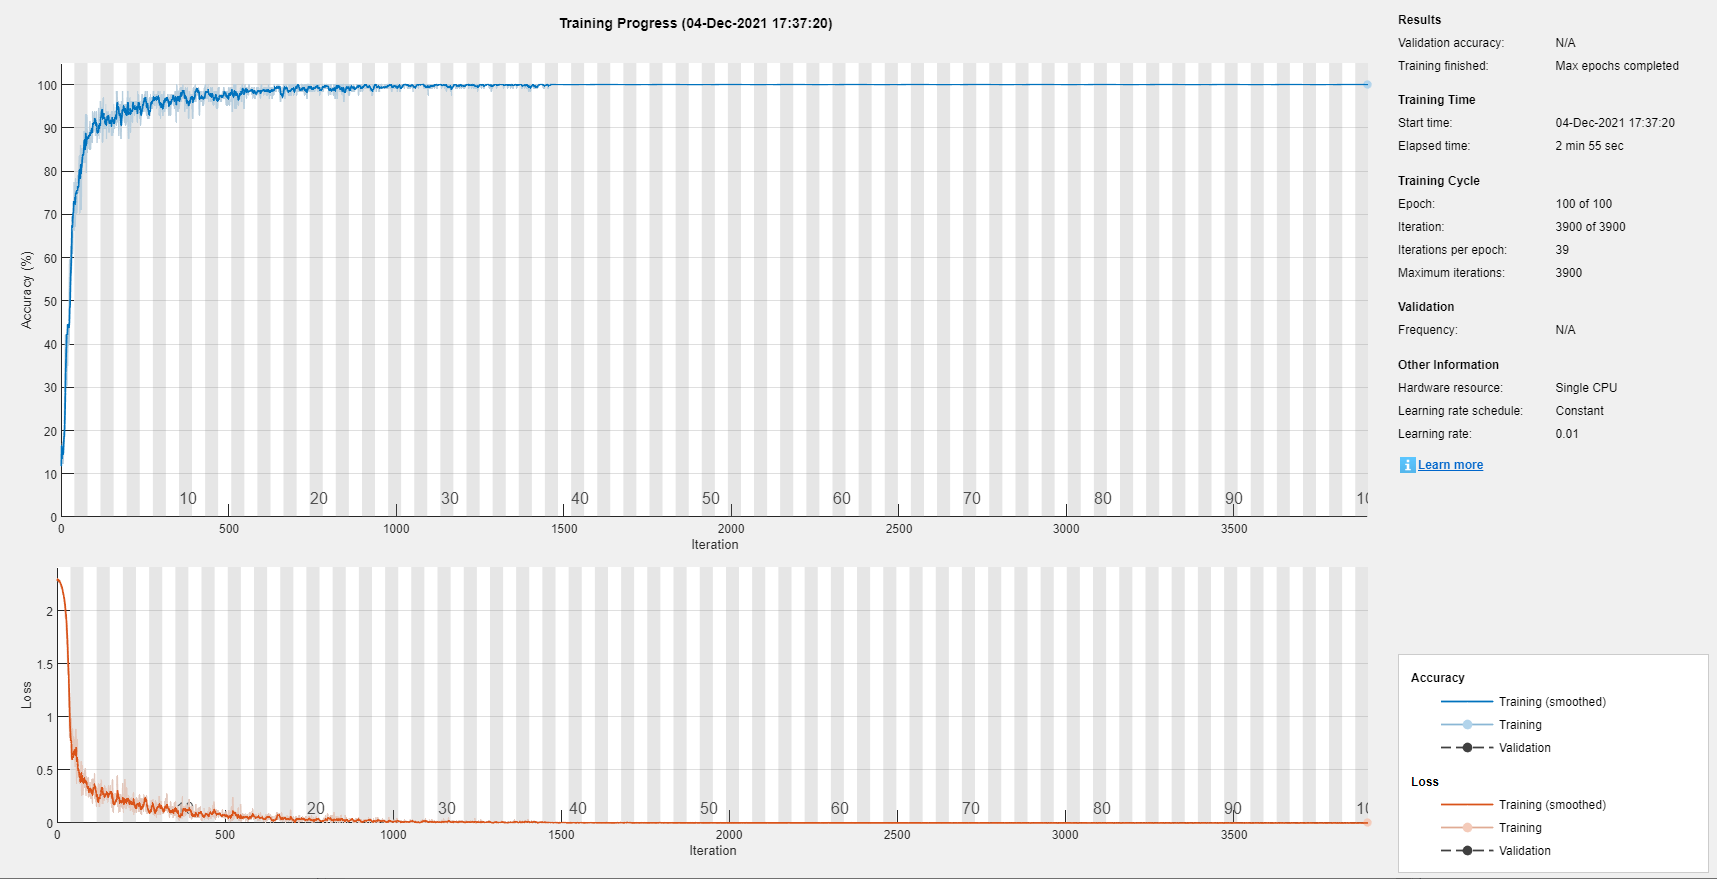 Training Progress (04-Dec-2021 17:37:20)
Accuracy (%)
100
90
80
70
60
50
40
30
20
10
0
10 20 30 40 50 60 70 80 90
0 500 1000 1500 2000 2500 3000 3500
Iteration
Loss
2
1.5
1
0.5
0
20 30 40 50 60 70 80 90
0 500 1000 1500 2000 2500 3000 3500
Iteration
Results
Validation accuracy: N/A
Training finished: Max epochs completed
Training Time
Start time: 04-Dec-2021 17:37:20
Elapsed time: 2 min 55 sec
Training Cycle
Epoch: 100 of 100
Iteration: 3900 of 3900
Iterations per epoch: 39
Maximum iterations: 3900
Validation
Frequency: N/A
Other Information
Hardware resource: Single CPU
Learning rate schedule: Constant
Learning rate: 0.01
i Learn more
Accuracy
Training (smoothed)
Training
Validation
Loss
Training (smoothed)
Training
Validation